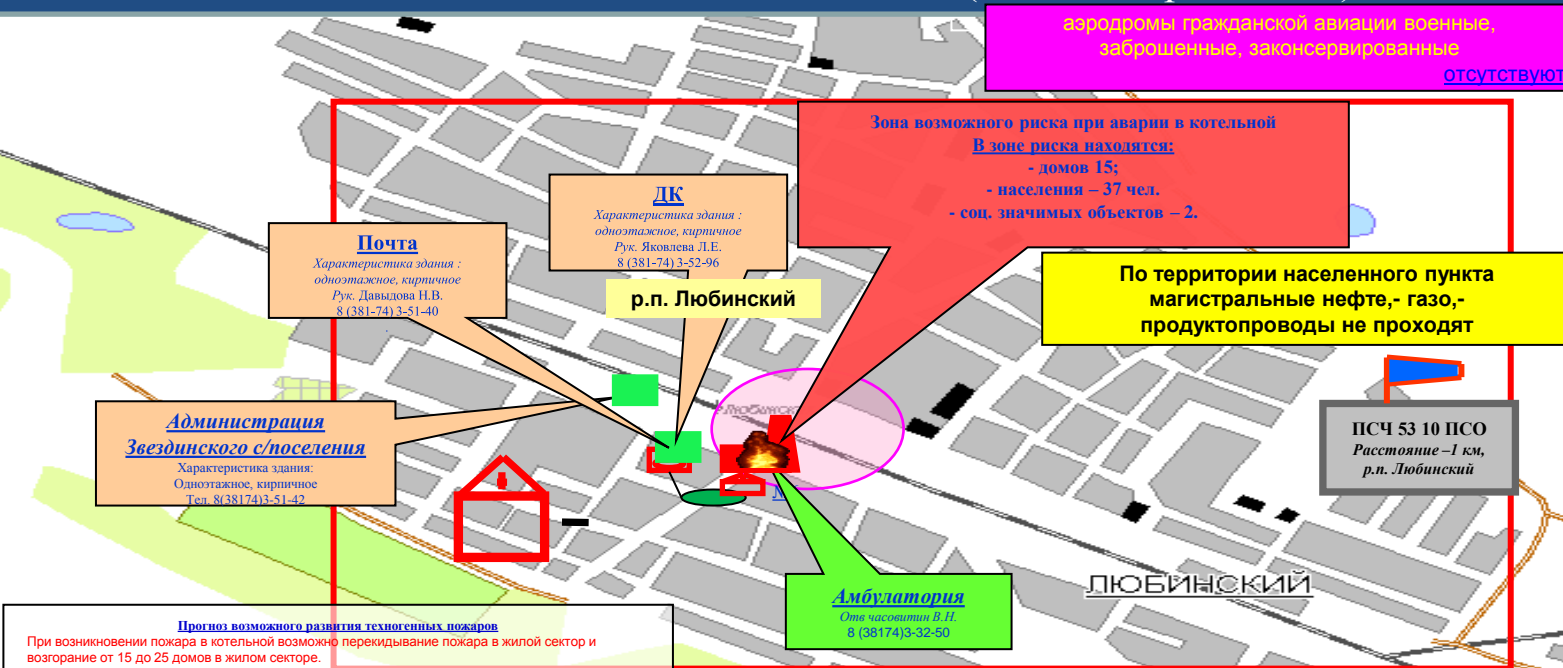 аэродромы гражданской авиации военные,
заброшенные, законсервированные
отсутствуют
Зона возможного риска при аварии в котельной
В зоне риска находятся:
- домов 15;
- населения – 37 чел.
- соц. значимых объектов – 2.
ДК
Характеристика здания :
одноэтажное, кирпичное
Рук. Яковлева Л.Е.
8 (381-74) 3-52-96
Почта
Характеристика здания :
одноэтажное, кирпичное
Рук. Давыдова Н.В.
8 (381-74) 3-51-40
р.п. Любинский
По территории населенного пункта
магистральные нефте,- газо,-
продуктопроводы не проходят
Администрация
Звездинского с/поселения
Характеристика здания:
Одноэтажное, кирпичное
Тел. 8(38174)3-51-42
ПСЧ 53 10 ПСО
Расстояние –1 км,
р.п. Любинский
ЛЮБИНСКИЙ
Амбулатория
Отв часовитин В.Н.
8 (38174)3-32-50
Прогноз возможного развития техногенных пожаров
При возникновении пожара в котельной возможно перекидывание пожара в жилой сектор и
возгорание от 15 до 25 домов в жилом секторе.